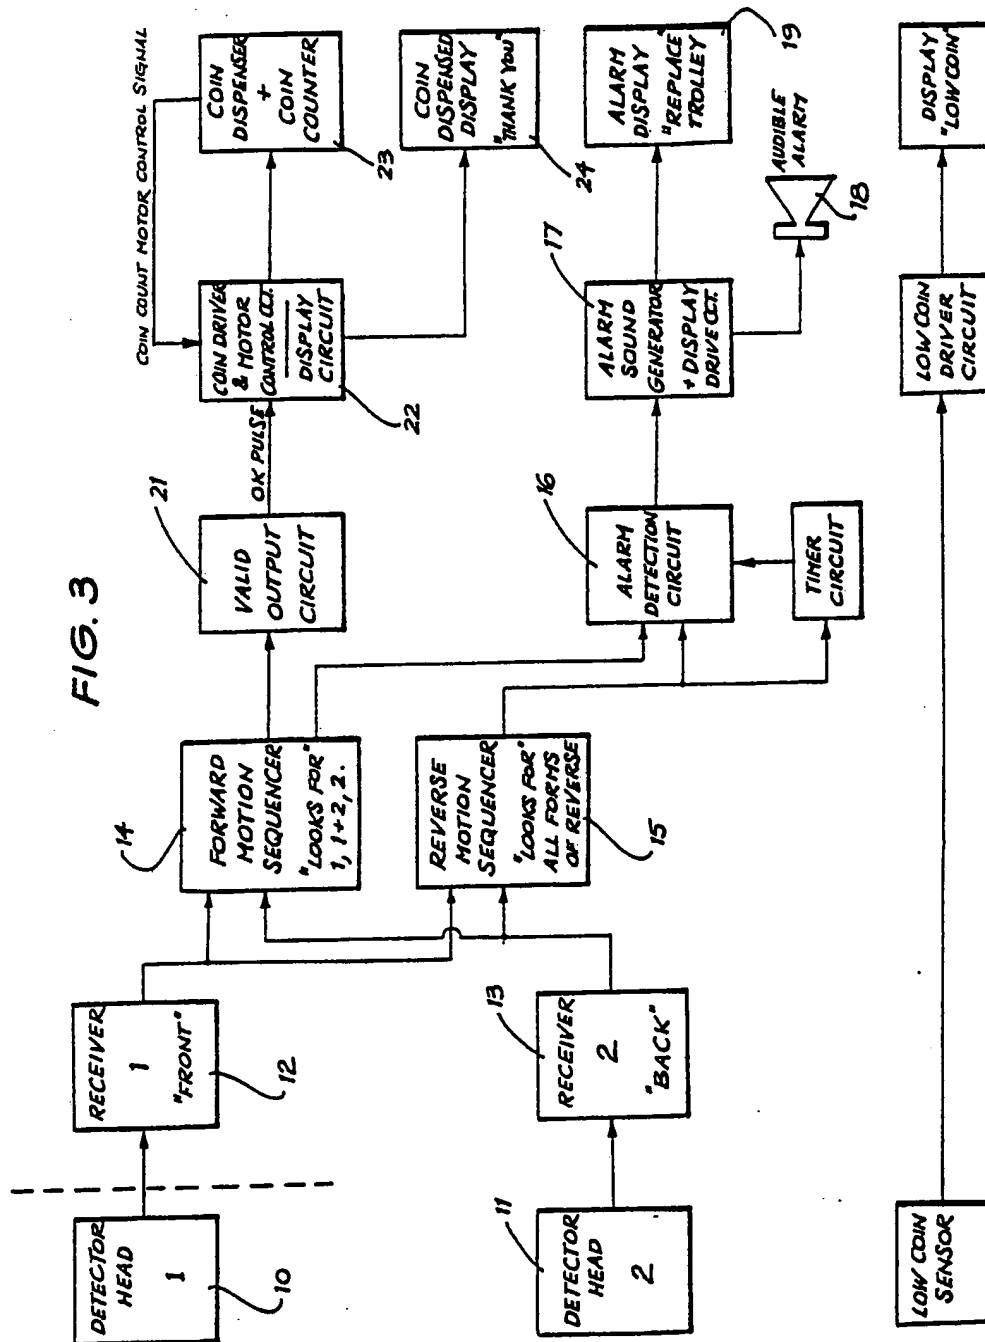 FIG. 3
DETECTOR
HEAD
1
10
RECEIVER
1
"FRONT"
12
DETECTOR
HEAD
2
11
RECEIVER
2
"BACK"
13
FORWARD
MOTION
SEQUENCER
"LOOKS FOR"
1, 1+2, 2.
14
REVERSE
MOTION
SEQUENCER
"LOOKS FOR"
ALL FORMS
OF REVERSE
15
VALID
OUTPUT
CIRCUIT
21
OK PULSE
COIN DRIVER
& MOTOR
CONTROL CCT.
DISPLAY
CIRCUIT
22
COIN COUNT MOTOR CONTROL SIGNAL
COIN
DISPENSER
+
COIN
COUNTER
23
COIN
DISPENSED
DISPLAY
"THANK YOU"
24
ALARM
DETECTION
CIRCUIT
16
TIMER
CIRCUIT
ALARM
SOUND
GENERATOR
+ DISPLAY
DRIVE CCT.
17
ALARM
DISPLAY
"REPLACE
TROLLEY
19
AUDIBLE
ALARM
18
LOW COIN
SENSOR
LOW COIN
DRIVER
CIRCUIT
DISPLAY
"LOW COIN"